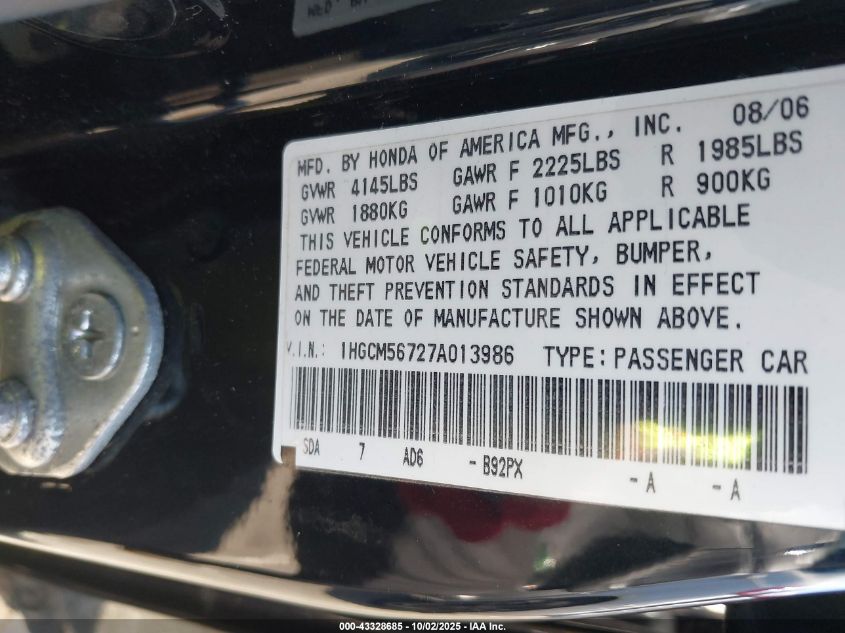 MFD. BY HONDA OF AMERICA MFG., INC. 08/06
GVWR 4145LBS GAWR F 2225LBS R 1985LBS
GVWR 1880KG GAWR F 1010KG R 900KG
THIS VEHICLE CONFORMS TO ALL APPLICABLE
FEDERAL MOTOR VEHICLE SAFETY, BUMPER,
AND THEFT PREVENTION STANDARDS IN EFFECT
ON THE DATE OF MANUFACTURE SHOWN ABOVE.
V.I.N.: 1HGCM56727A013986 TYPE: PASSENGER CAR
SDA 7 AD6 - B92PX - A - A
000-43328685 - 10/02/2025 - IAA Inc.